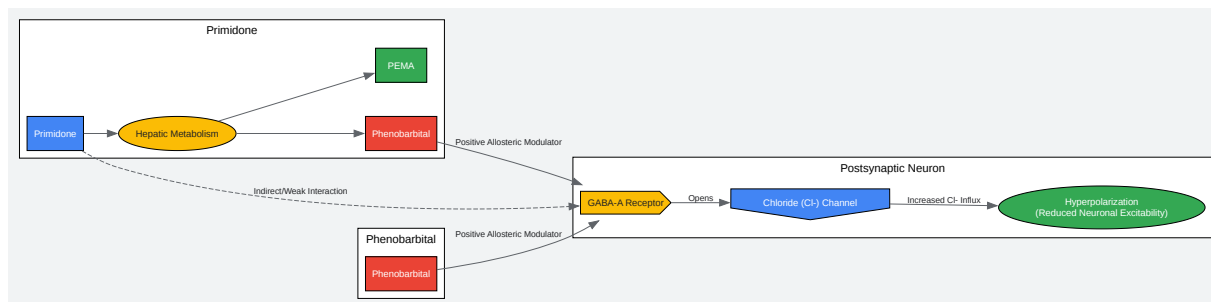 Primidone
PEMA
Primidone
Hepatic Metabolism
Phenobarbital
Positive Allosteric Modulator
Indirect/Weak Interaction
Postsynaptic Neuron
GABA-A Receptor
Opens
Chloride (Cl-) Channel
Increased Cl- Influx
Hyperpolarization
(Reduced Neuronal Excitability)
Phenobarbital
Positive Allosteric Modulator
Phenobarbital